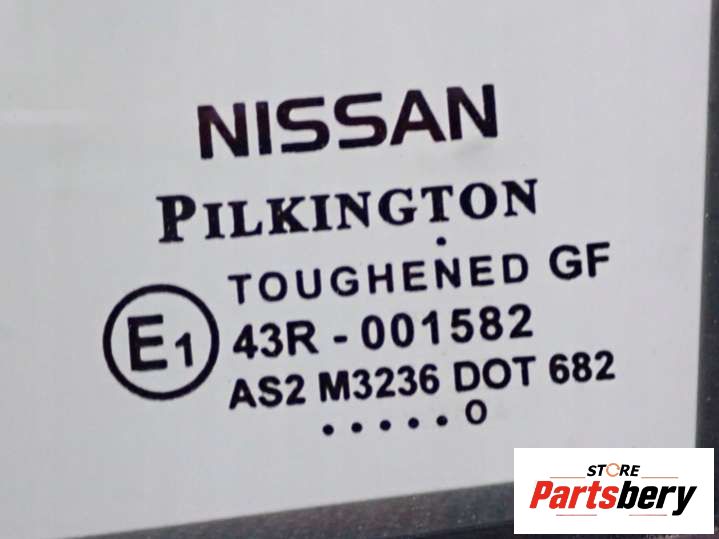 NISSAN
PILKINGTON
TOUGHENED GF
E1
43R - 001582
AS2 M3236 DOT 682
. . . . . O
STORE
Partsbery